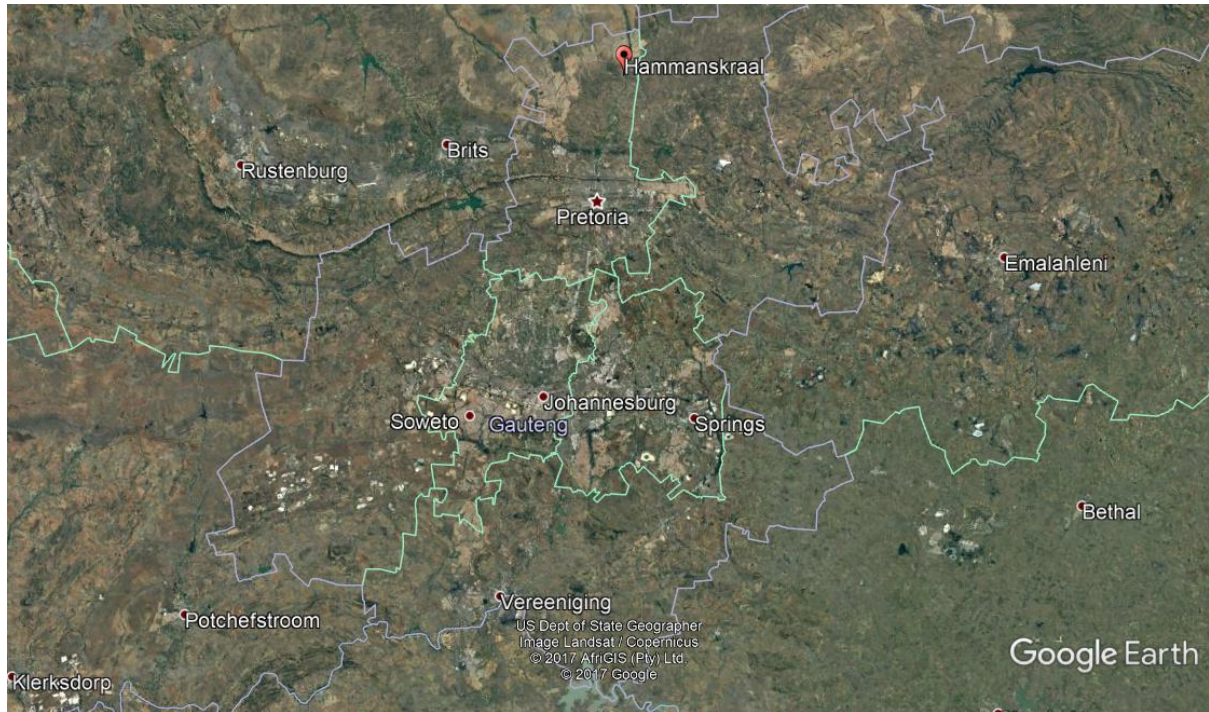 Hammanskraal
Brits
Rustenburg
Pretoria
Emalahleni
Johannesburg
Soweto
Gauteng
Springs
Bethal
Vereeniging
Potchefstroom
US Dept of State Geographer
Image Landsat / Copernicus
© 2017 AfriGIS (Pty) Ltd.
© 2017 Google
Google Earth
Klerksdorp